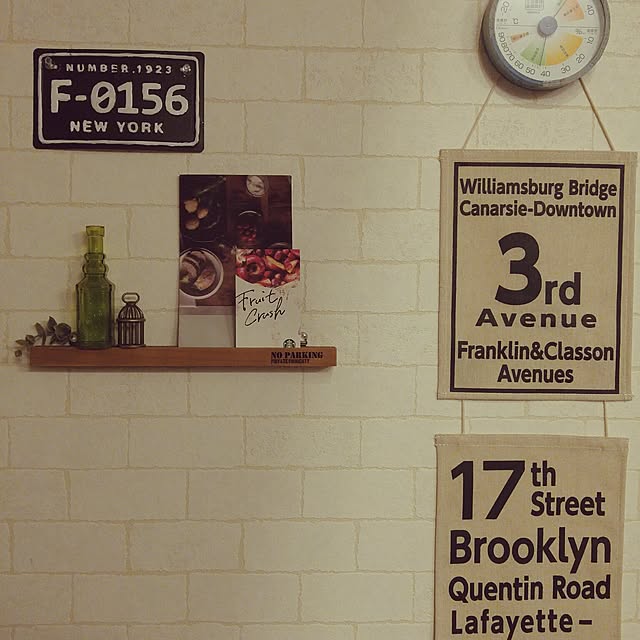 NUMBER.1923
F-0156
NEW YORK
Fruit
Crush
NO PARKING
Williamsburg Bridge
Canarsie-Downtown
3rd
Avenue
Franklin&Classon
Avenues
17th
Street
Brooklyn
Quentin Road
Lafayette–